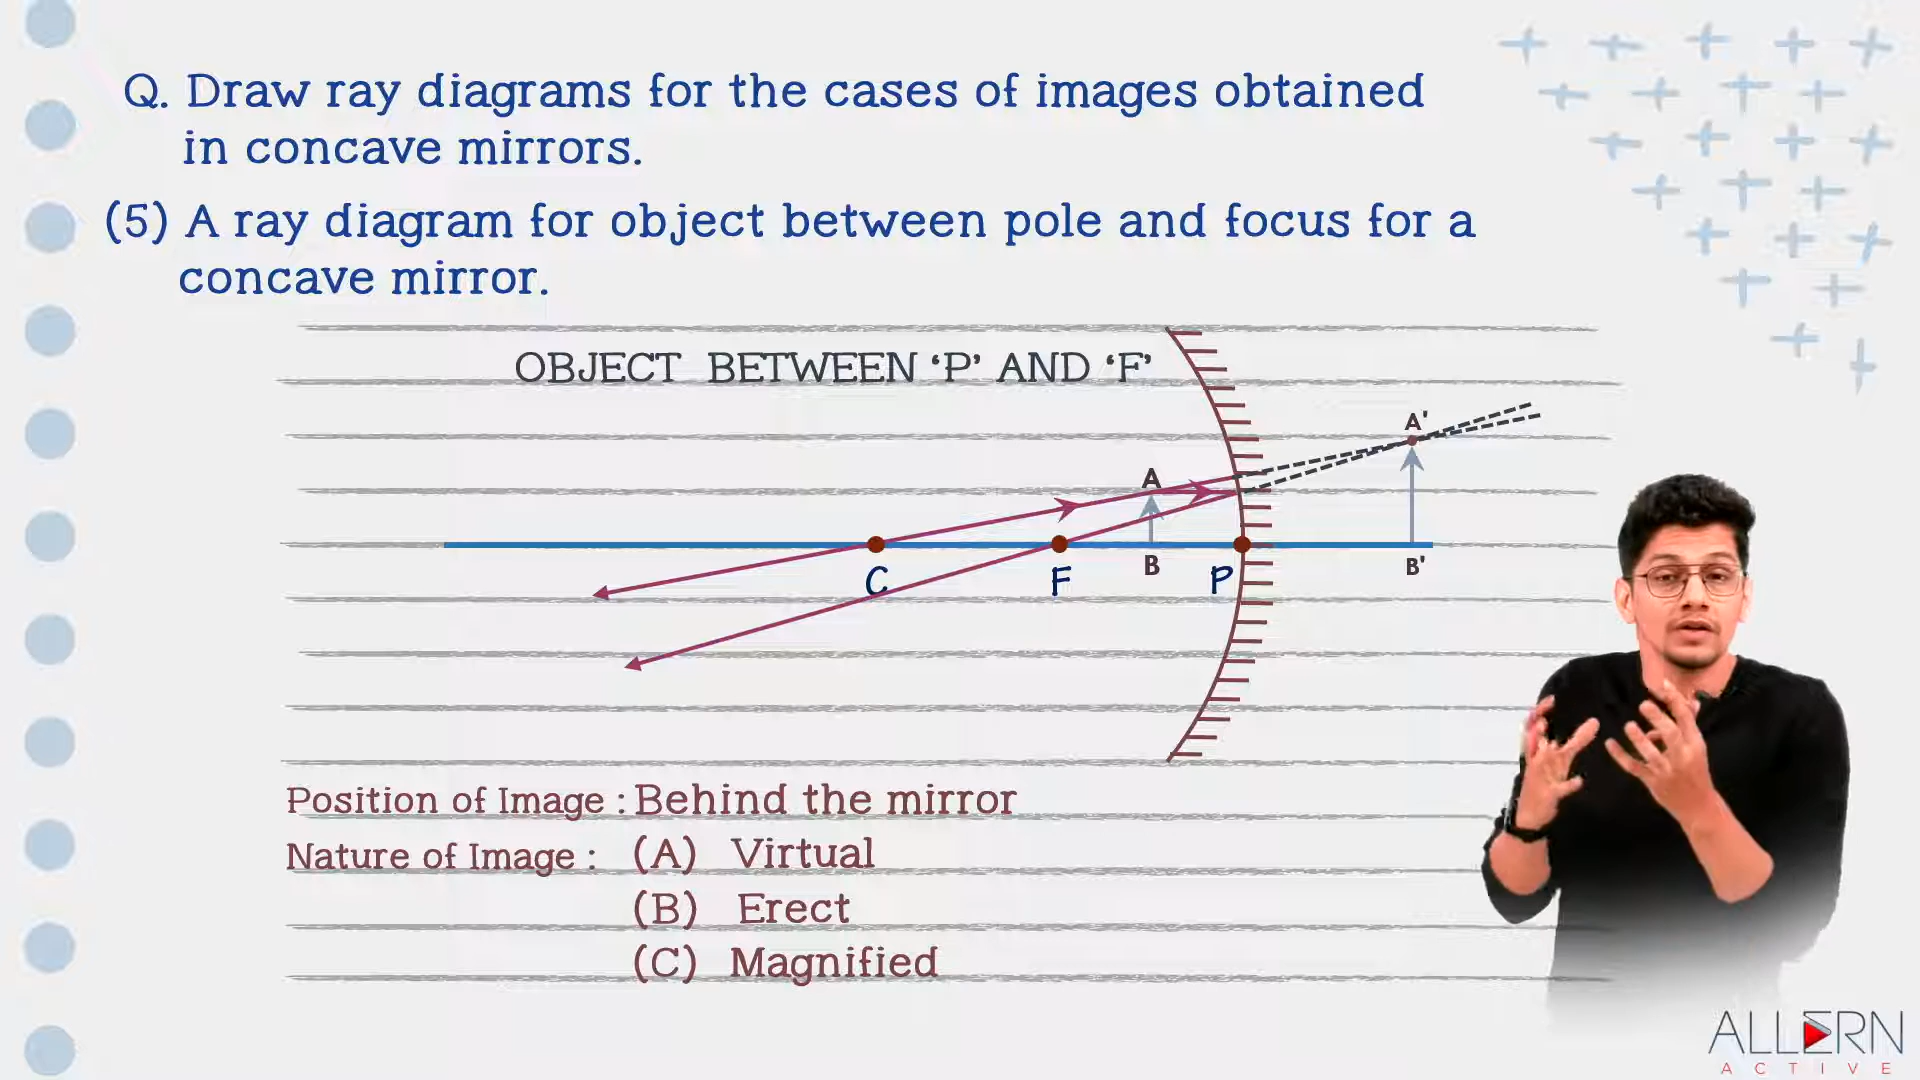 Q. Draw ray diagrams for the cases of images obtained
in concave mirrors.
(5) A ray diagram for object between pole and focus for a
concave mirror.
OBJECT BETWEEN ‘P’ AND ‘F’
A'
A
B
B'
C
F
P
Position of Image : Behind the mirror
Nature of Image : (A) Virtual
(B) Erect
(C) Magnified
ALLERN
ACTIVE